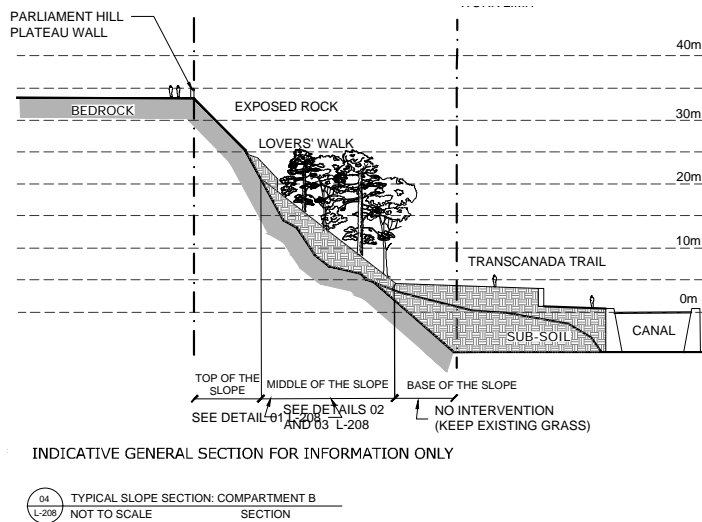 PARLIAMENT HILL
PLATEAU WALL
WORK LIMIT
40m
BEDROCK
EXPOSED ROCK
30m
LOVERS' WALK
20m
10m
TRANSCANADA TRAIL
0m
SUB-SOIL
CANAL
TOP OF THE
SLOPE
MIDDLE OF THE SLOPE
BASE OF THE SLOPE
SEE DETAIL 01 L-208
SEE DETAILS 02
AND 03 L-208
NO INTERVENTION
(KEEP EXISTING GRASS)
INDICATIVE GENERAL SECTION FOR INFORMATION ONLY
04
L-208
TYPICAL SLOPE SECTION: COMPARTMENT B
NOT TO SCALE
SECTION